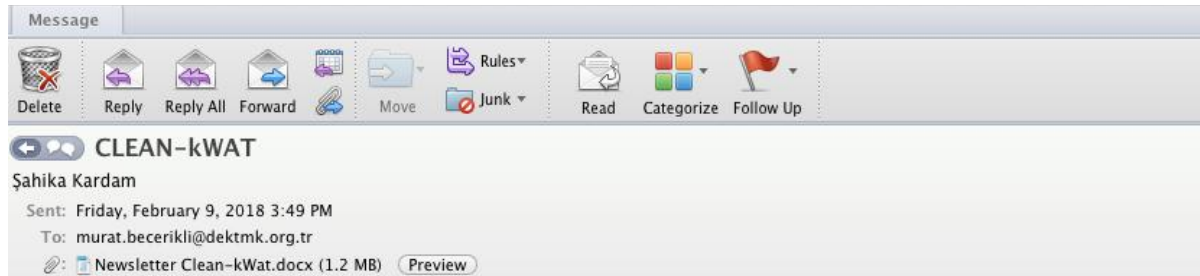 Message
Delete Reply Reply All Forward Move Rules Junk Read Categorize Follow Up
CLEAN-kWAT
Şahika Kardam
Sent: Friday, February 9, 2018 3:49 PM
To: murat.becerikli@dektmk.org.tr
Newsletter Clean-kWat.docx (1.2 MB) Preview